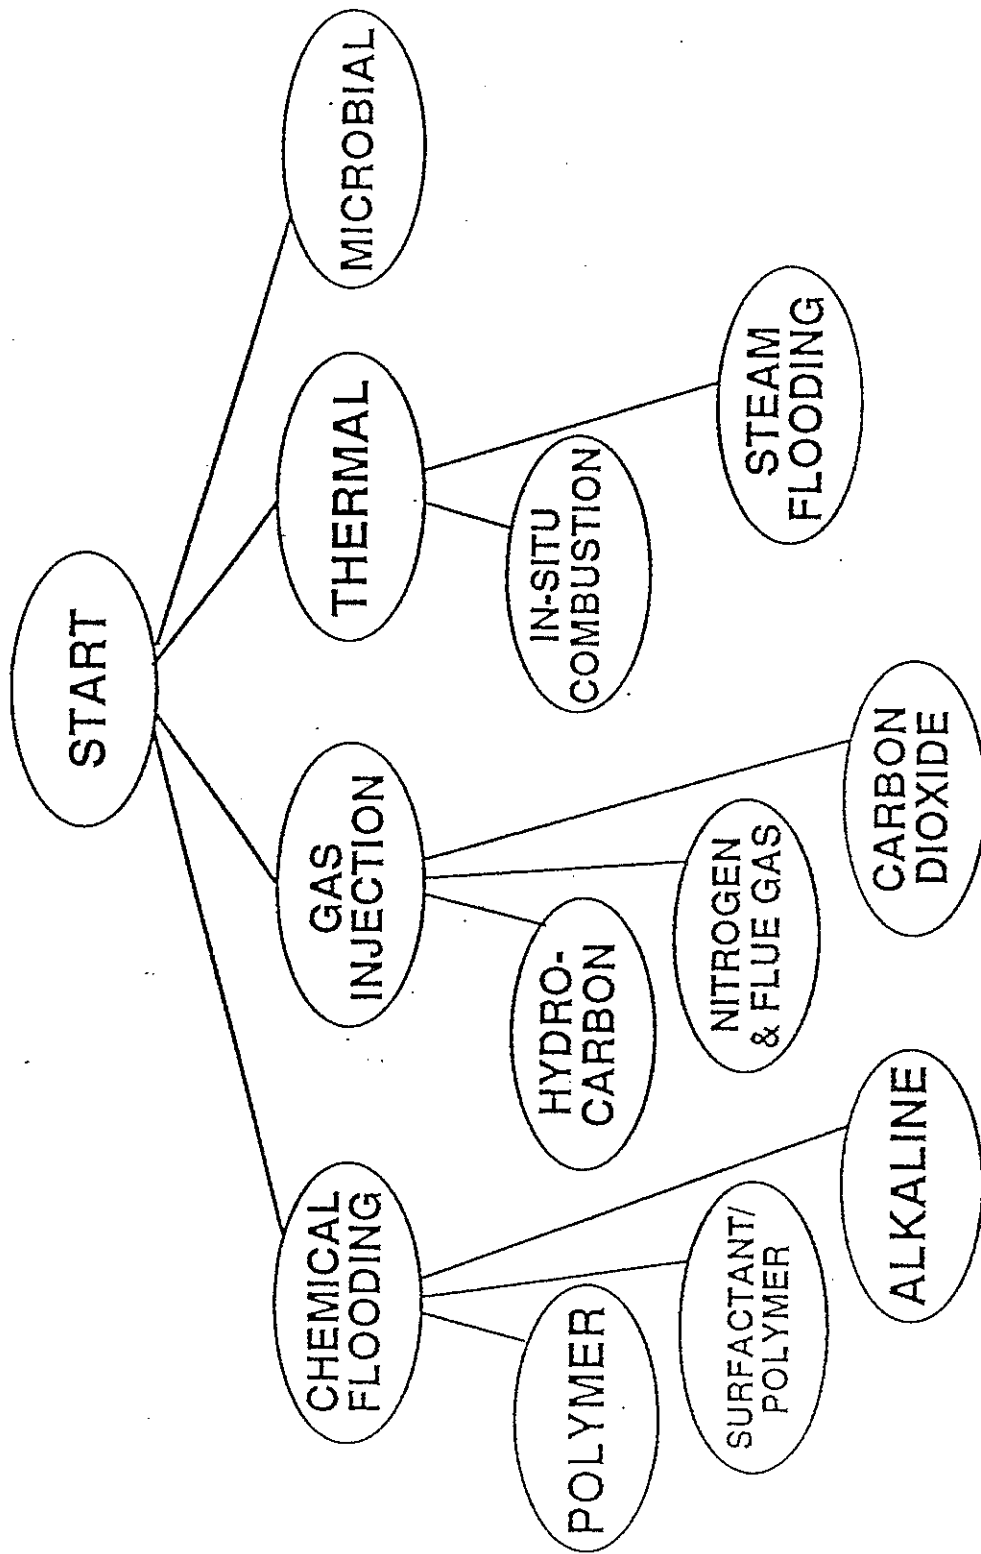 START
CHEMICAL
FLOODING
GAS
INJECTION
THERMAL
MICROBIAL
POLYMER
SURFACTANT/
POLYMER
ALKALINE
HYDRO-
CARBON
NITROGEN
& FLUE GAS
CARBON
DIOXIDE
IN-SITU
COMBUSTION
STEAM
FLOODING